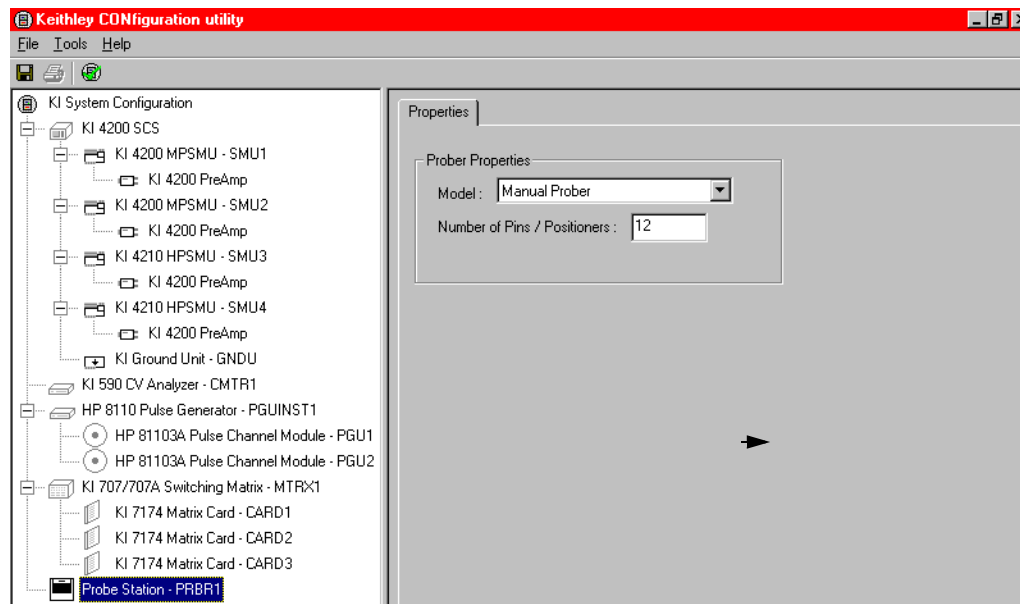 Keithley CONfiguration utility
File Tools Help
KI System Configuration
KI 4200 SCS
KI 4200 MPSMU - SMU1
KI 4200 PreAmp
KI 4200 MPSMU - SMU2
KI 4200 PreAmp
KI 4210 HPSMU - SMU3
KI 4200 PreAmp
KI 4210 HPSMU - SMU4
KI 4200 PreAmp
KI Ground Unit - GNDU
KI 590 CV Analyzer - CMTR1
HP 8110 Pulse Generator - PGUINST1
HP 81103A Pulse Channel Module - PGU1
HP 81103A Pulse Channel Module - PGU2
KI 707/707A Switching Matrix - MTRX1
KI 7174 Matrix Card - CARD1
KI 7174 Matrix Card - CARD2
KI 7174 Matrix Card - CARD3
Probe Station - PRBR1
Properties
Prober Properties
Model : Manual Prober
Number of Pins / Positioners : 12